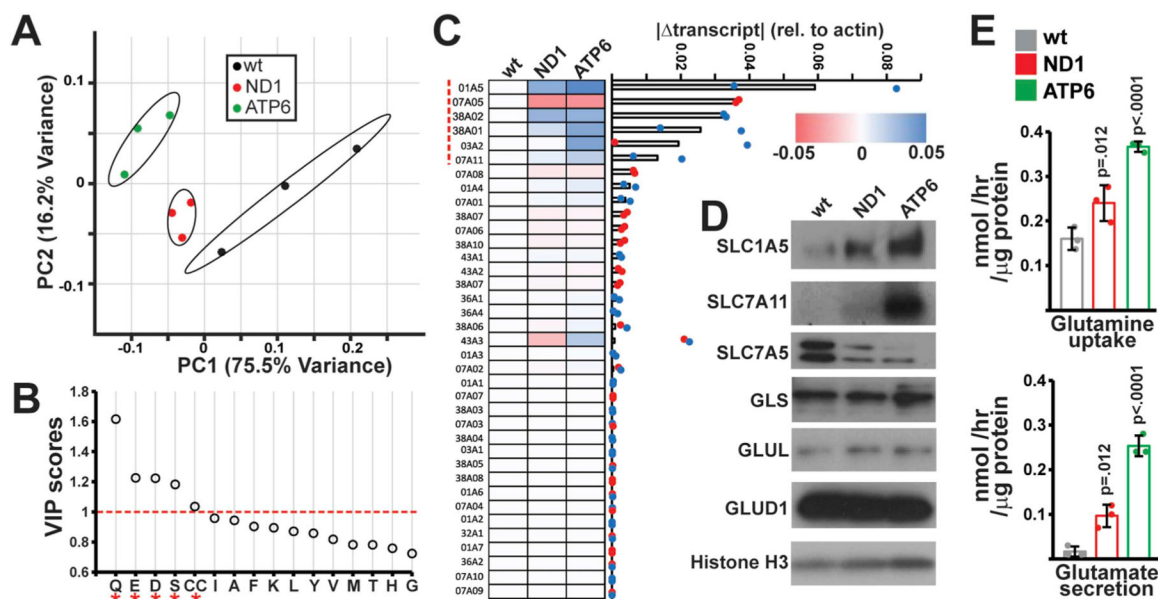 A
PC2 (16.2% Variance)
0.1
0
-0.1
wt
ND1
ATP6
-0.1
0
0.1
0.2
PC1 (75.5% Variance)
B
VIP scores
1.8
1.6
1.4
1.2
1
0.8
0.6
Q E D S CC I A F K L Y V M T H G
* * * * *
C
|Δtranscript| (rel. to actin)
wt ND1 ATP6
0 0.02 0.04 0.06 0.08
01A5
07A05
38A02
38A01
03A2
07A11
07A08
01A4
07A01
38A07
07A06
38A10
43A1
43A2
38A07
36A1
36A4
38A06
43A3
01A3
07A02
01A1
07A07
38A03
07A03
38A04
03A1
38A05
38A08
01A6
07A04
01A2
32A1
01A7
36A2
07A10
07A09
-0.05 0 0.05
D
wt ND1 ATP6
SLC1A5
SLC7A11
SLC7A5
GLS
GLUL
GLUD1
Histone H3
E
wt
ND1
ATP6
nmol /hr
/µg protein
0.4
0.3
0.2
0.1
p=.012
p<.0001
Glutamine
uptake
nmol /hr
/µg protein
0.4
0.3
0.1
0
p=.012
p<.0001
Glutamate
secretion